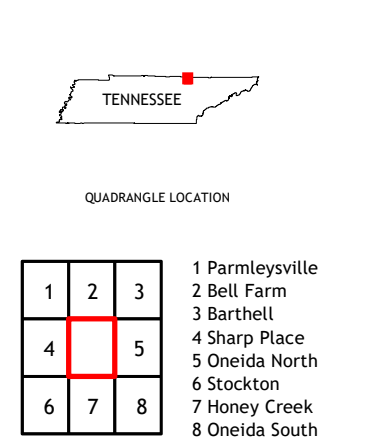 TENNESSEE
QUADRANGLE LOCATION
1 2 3
4 5
6 7 8
1 Parmleysville
2 Bell Farm
3 Barthell
4 Sharp Place
5 Oneida North
6 Stockton
7 Honey Creek
8 Oneida South